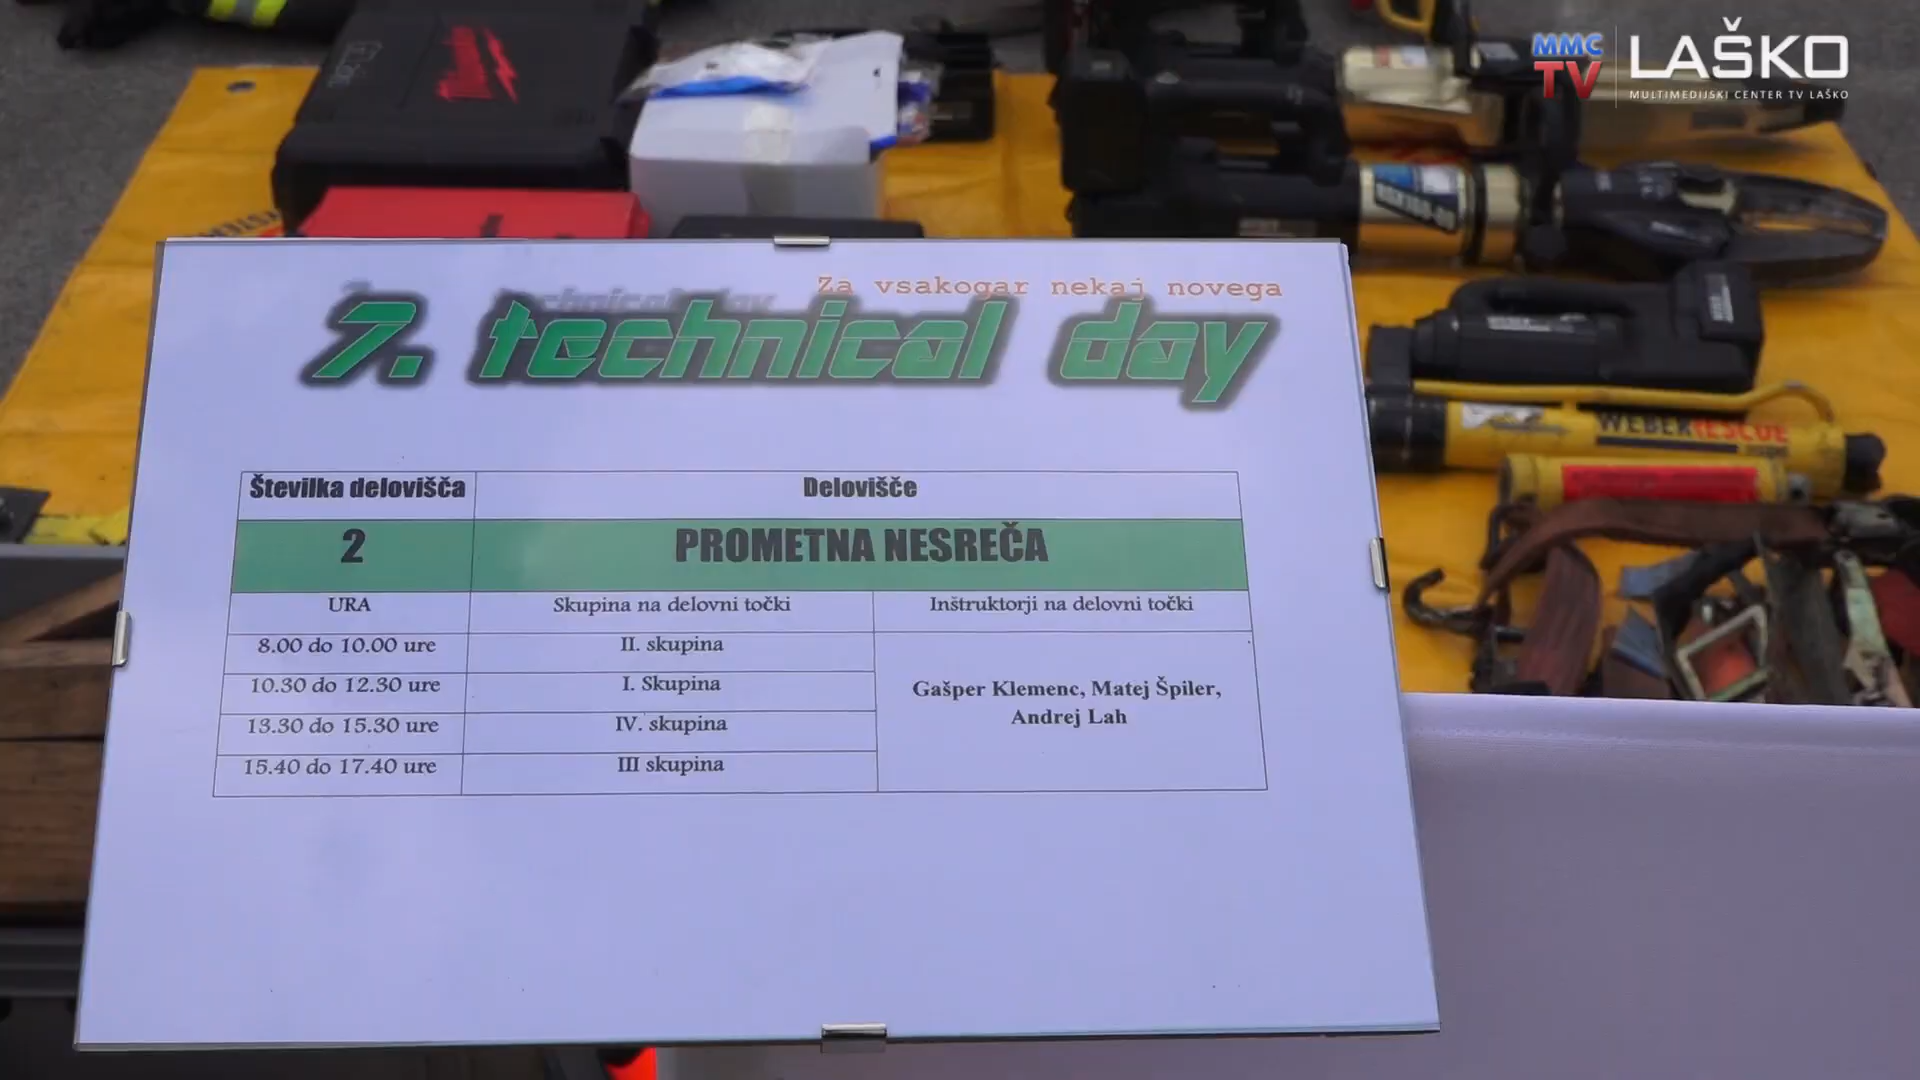 MMC
TV
LAŠKO
MULTIMEDIJSKI CENTER TV LAŠKO
Za vsakogar nekaj novega
7. technical day
Številka delovišča
Delovišče
2
PROMETNA NESREČA
URA
Skupina na delovni točki
Inštruktorji na delovni točki
8.00 do 10.00 ure
II. skupina
10.30 do 12.30 ure
I. Skupina
13.30 do 15.30 ure
IV. skupina
15.40 do 17.40 ure
III skupina
Gašper Klemenc, Matej Špiler,
Andrej Lah
WEBER RESCUE